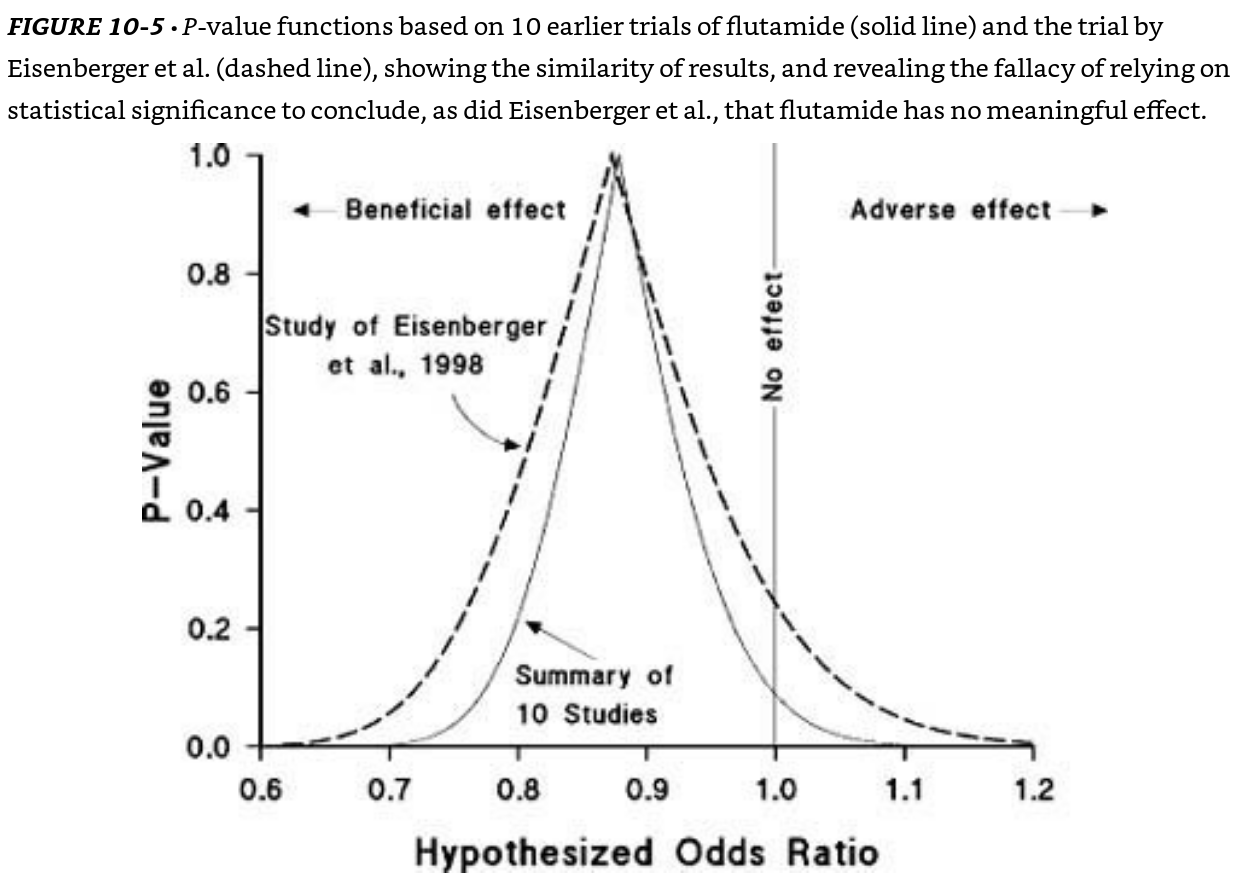 FIGURE 10-5 • P-value functions based on 10 earlier trials of flutamide (solid line) and the trial by
Eisenberger et al. (dashed line), showing the similarity of results, and revealing the fallacy of relying on
statistical significance to conclude, as did Eisenberger et al., that flutamide has no meaningful effect.
1.0
Beneficial effect
Adverse effect
0.8
No effect
Study of Eisenberger
et al., 1998
0.6
P-Value
0.4
0.2
Summary of
10 Studies
0.0
0.6 0.7 0.8 0.9 1.0 1.1 1.2
Hypothesized Odds Ratio